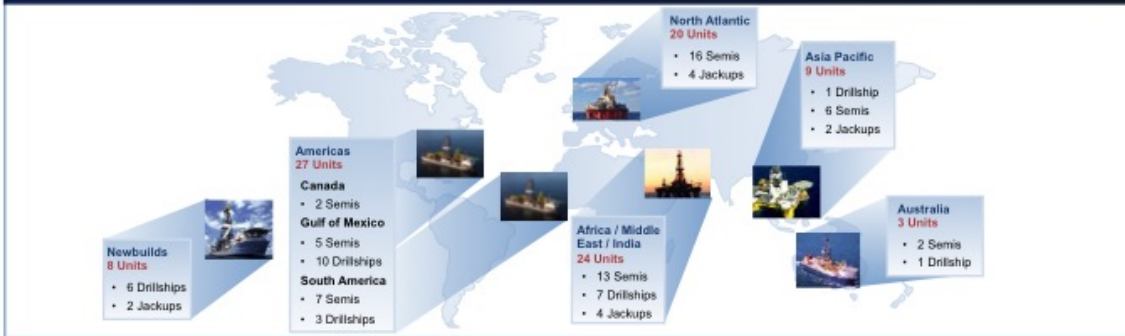 North Atlantic
20 Units
• 16 Semis
• 4 Jackups
Asia Pacific
9 Units
• 1 Drillship
• 6 Semis
• 2 Jackups
Americas
27 Units
Canada
• 2 Semis
Gulf of Mexico
• 5 Semis
• 10 Drillships
South America
• 7 Semis
• 3 Drillships
Newbuilds
8 Units
• 6 Drillships
• 2 Jackups
Africa / Middle
East / India
24 Units
• 13 Semis
• 7 Drillships
• 4 Jackups
Australia
3 Units
• 2 Semis
• 1 Drillship